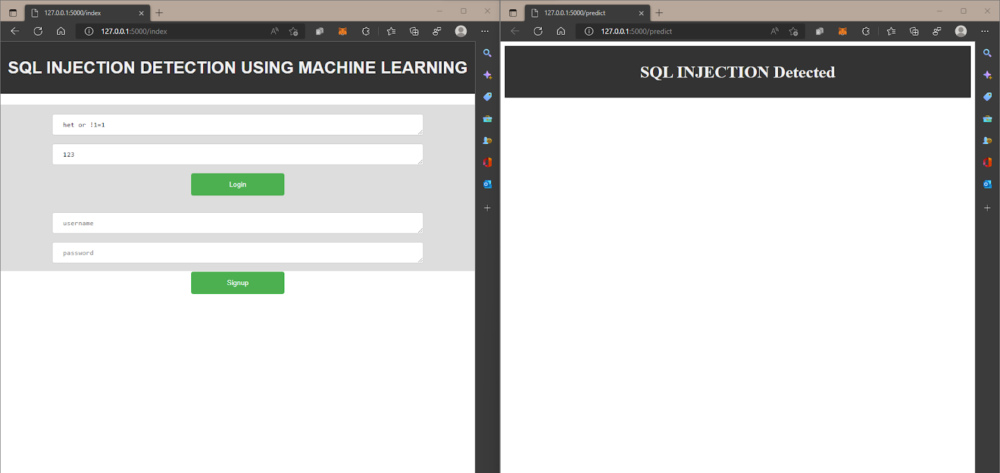 127.0.0.1:5000/index
127.0.0.1:5000/index
SQL INJECTION DETECTION USING MACHINE LEARNING
het or !1=1
123
Login
username
password
Signup
127.0.0.1:5000/predict
127.0.0.1:5000/predict
SQL INJECTION Detected